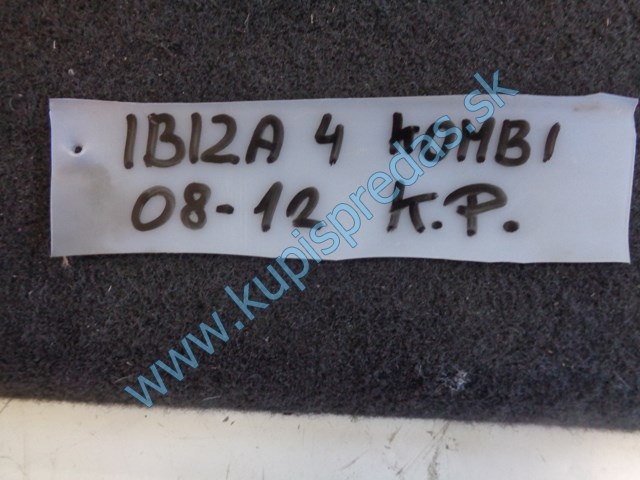 IBIZA 4 KOMBI
08-12 K.P.
www.kupispredas.sk